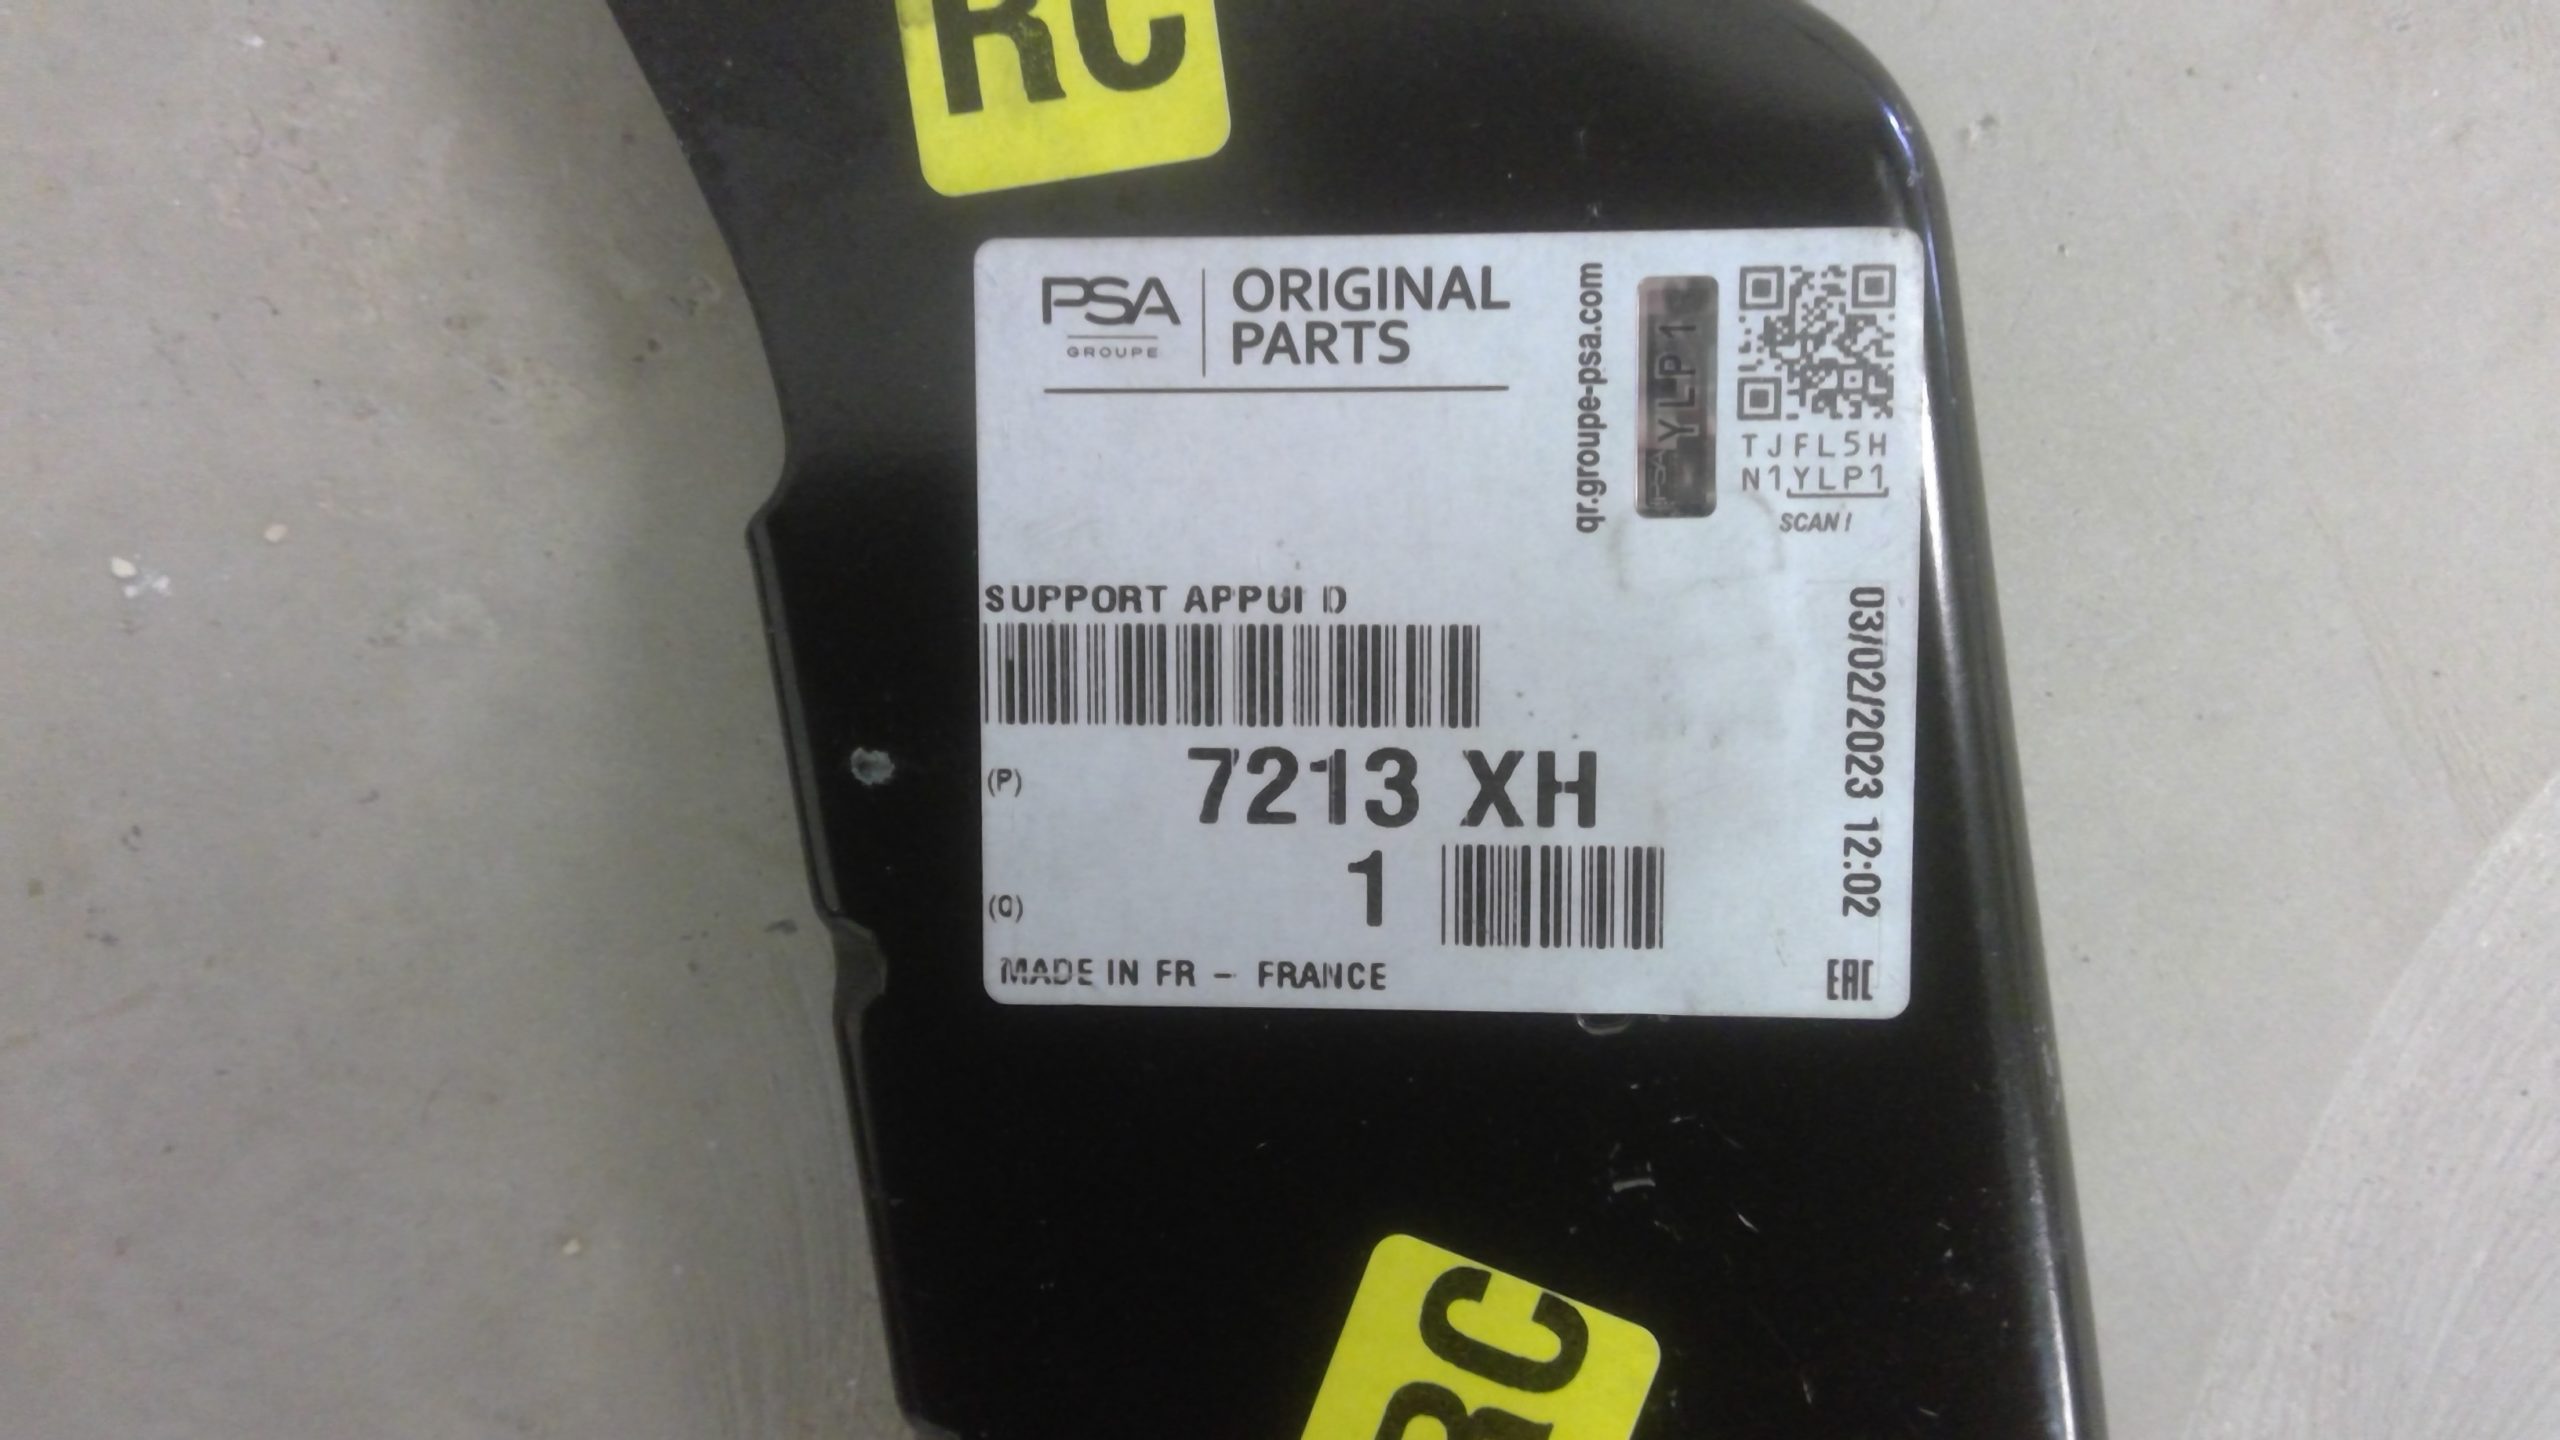 RC
PSA
GROUPE
ORIGINAL
PARTS
qr.groupe-psa.com
YLP1
TJFL5H
N1YLP1
SCAN!
SUPPORT APPUI D
03/02/2023 12:02
(P) 7213 XH
(Q) 1
MADE IN FR - FRANCE
EAC
RC